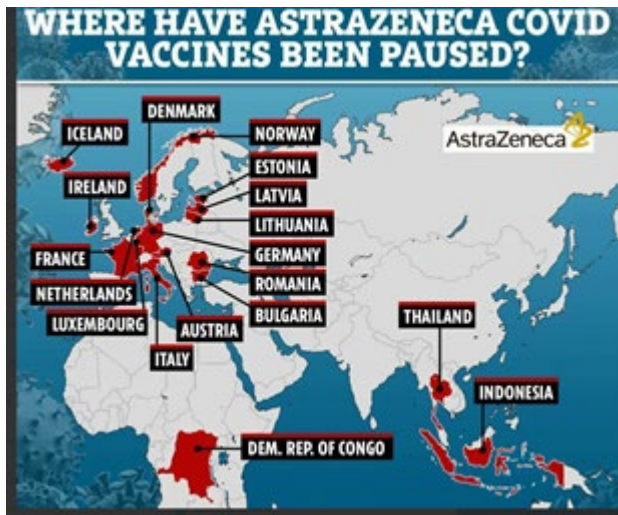 WHERE HAVE ASTRAZENECA COVID
VACCINES BEEN PAUSED?
DENMARK
ICELAND
NORWAY
AstraZeneca
ESTONIA
IRELAND
LATVIA
LITHUANIA
FRANCE
GERMANY
NETHERLANDS
ROMANIA
LUXEMBOURG
AUSTRIA
BULGARIA
THAILAND
ITALY
INDONESIA
DEM. REP. OF CONGO